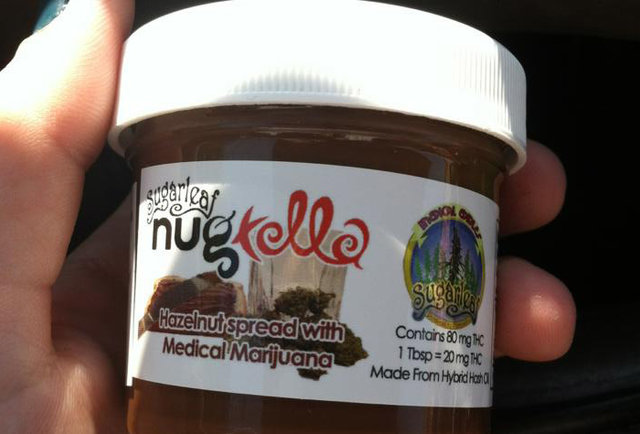 Sugarleaf
nugtella
Hazelnut spread with
Medical Marijuana
Sugarleaf
Contains 80 mg THC
1 Tbsp = 20 mg THC
Made From Hybrid Hash Oil